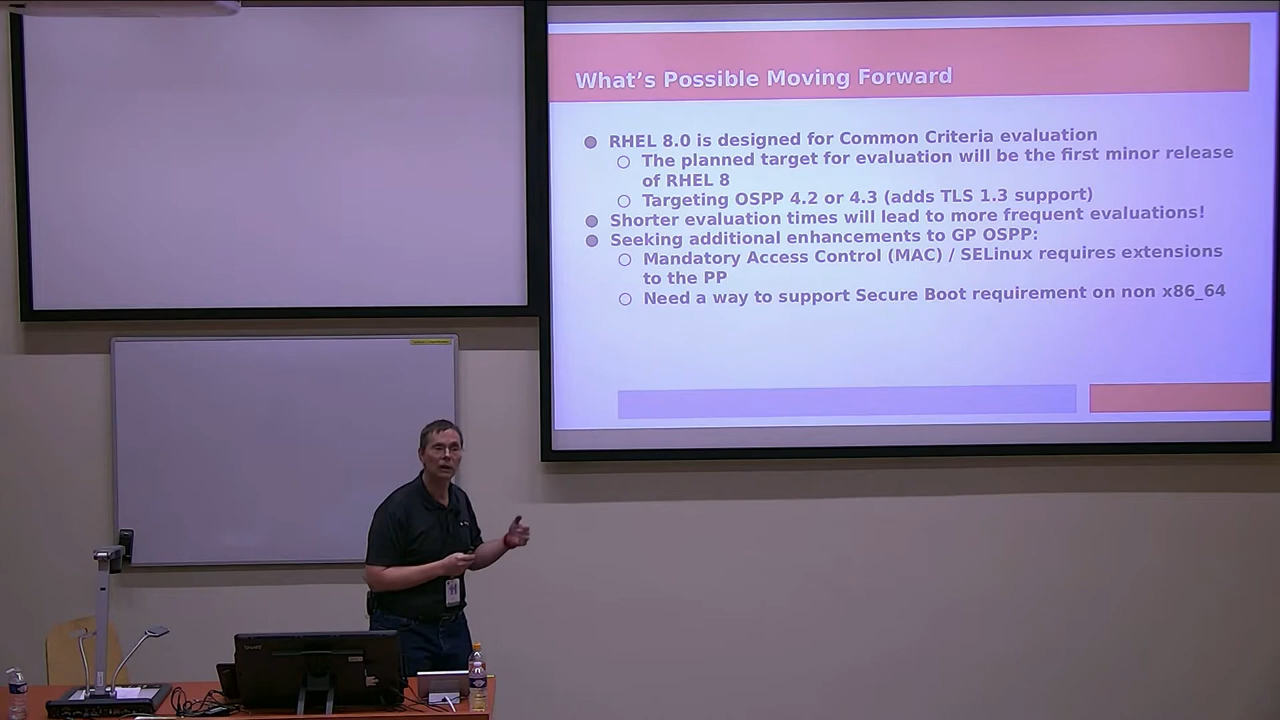 What's Possible Moving Forward
RHEL 8.0 is designed for Common Criteria evaluation
The planned target for evaluation will be the first minor release
of RHEL 8
Targeting OSPP 4.2 or 4.3 (adds TLS 1.3 support)
Shorter evaluation times will lead to more frequent evaluations!
Seeking additional enhancements to GP OSPP:
Mandatory Access Control (MAC) / SELinux requires extensions
to the PP
Need a way to support Secure Boot requirement on non x86_64